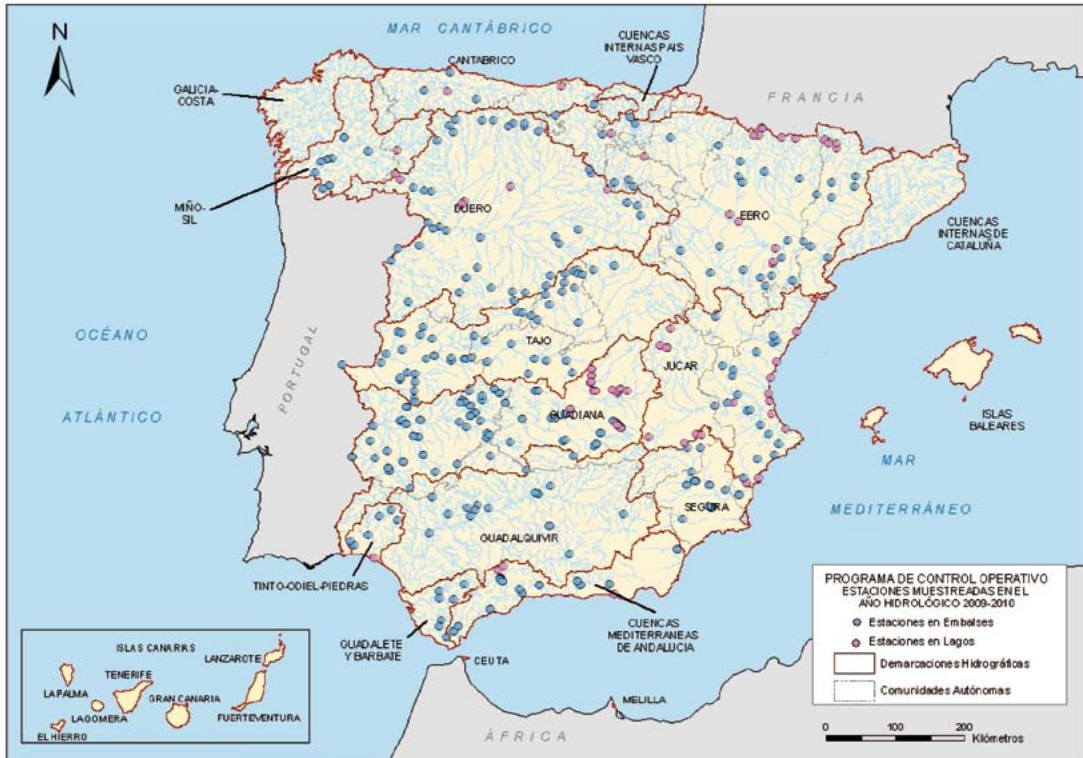 N
MAR CANTÁBRICO
CANTABRICO
CUENCAS
INTERNAS PAIS
VASCO
GALICIA-
COSTA
FRANCIA
MIÑO-
SIL
DUERO
EBRO
CUENCAS
INTERNAS DE
CATALUÑA
OCÉANO
ATLÁNTICO
PORTUGAL
TAJO
JUCAR
GUADIANA
ISLAS
BALEARES
MAR
MEDITERRÁNEO
SEGURA
GUADALQUIVIR
TINTO-ODIEL-PIEDRAS
GUADALETE
Y BARBATE
CUENCAS
MEDITERRANEAS
DE ANDALUCIA
CEUTA
MELILLA
ÁFRICA
ISLAS CANARIAS
LANZAROTE
TENERIFE
LA PALMA
GRAN CANARIA
LA GOMERA
FUERTEVENTURA
EL HIERRO
PROGRAMA DE CONTROL OPERATIVO
ESTACIONES MUESTREADAS EN EL
AÑO HIDROLÓGICO 2009-2010
Estaciones en Embalses
Estaciones en Lagos
Demarcaciones Hidrográficas
Comunidades Autónomas
0 100 200
Kilómetros